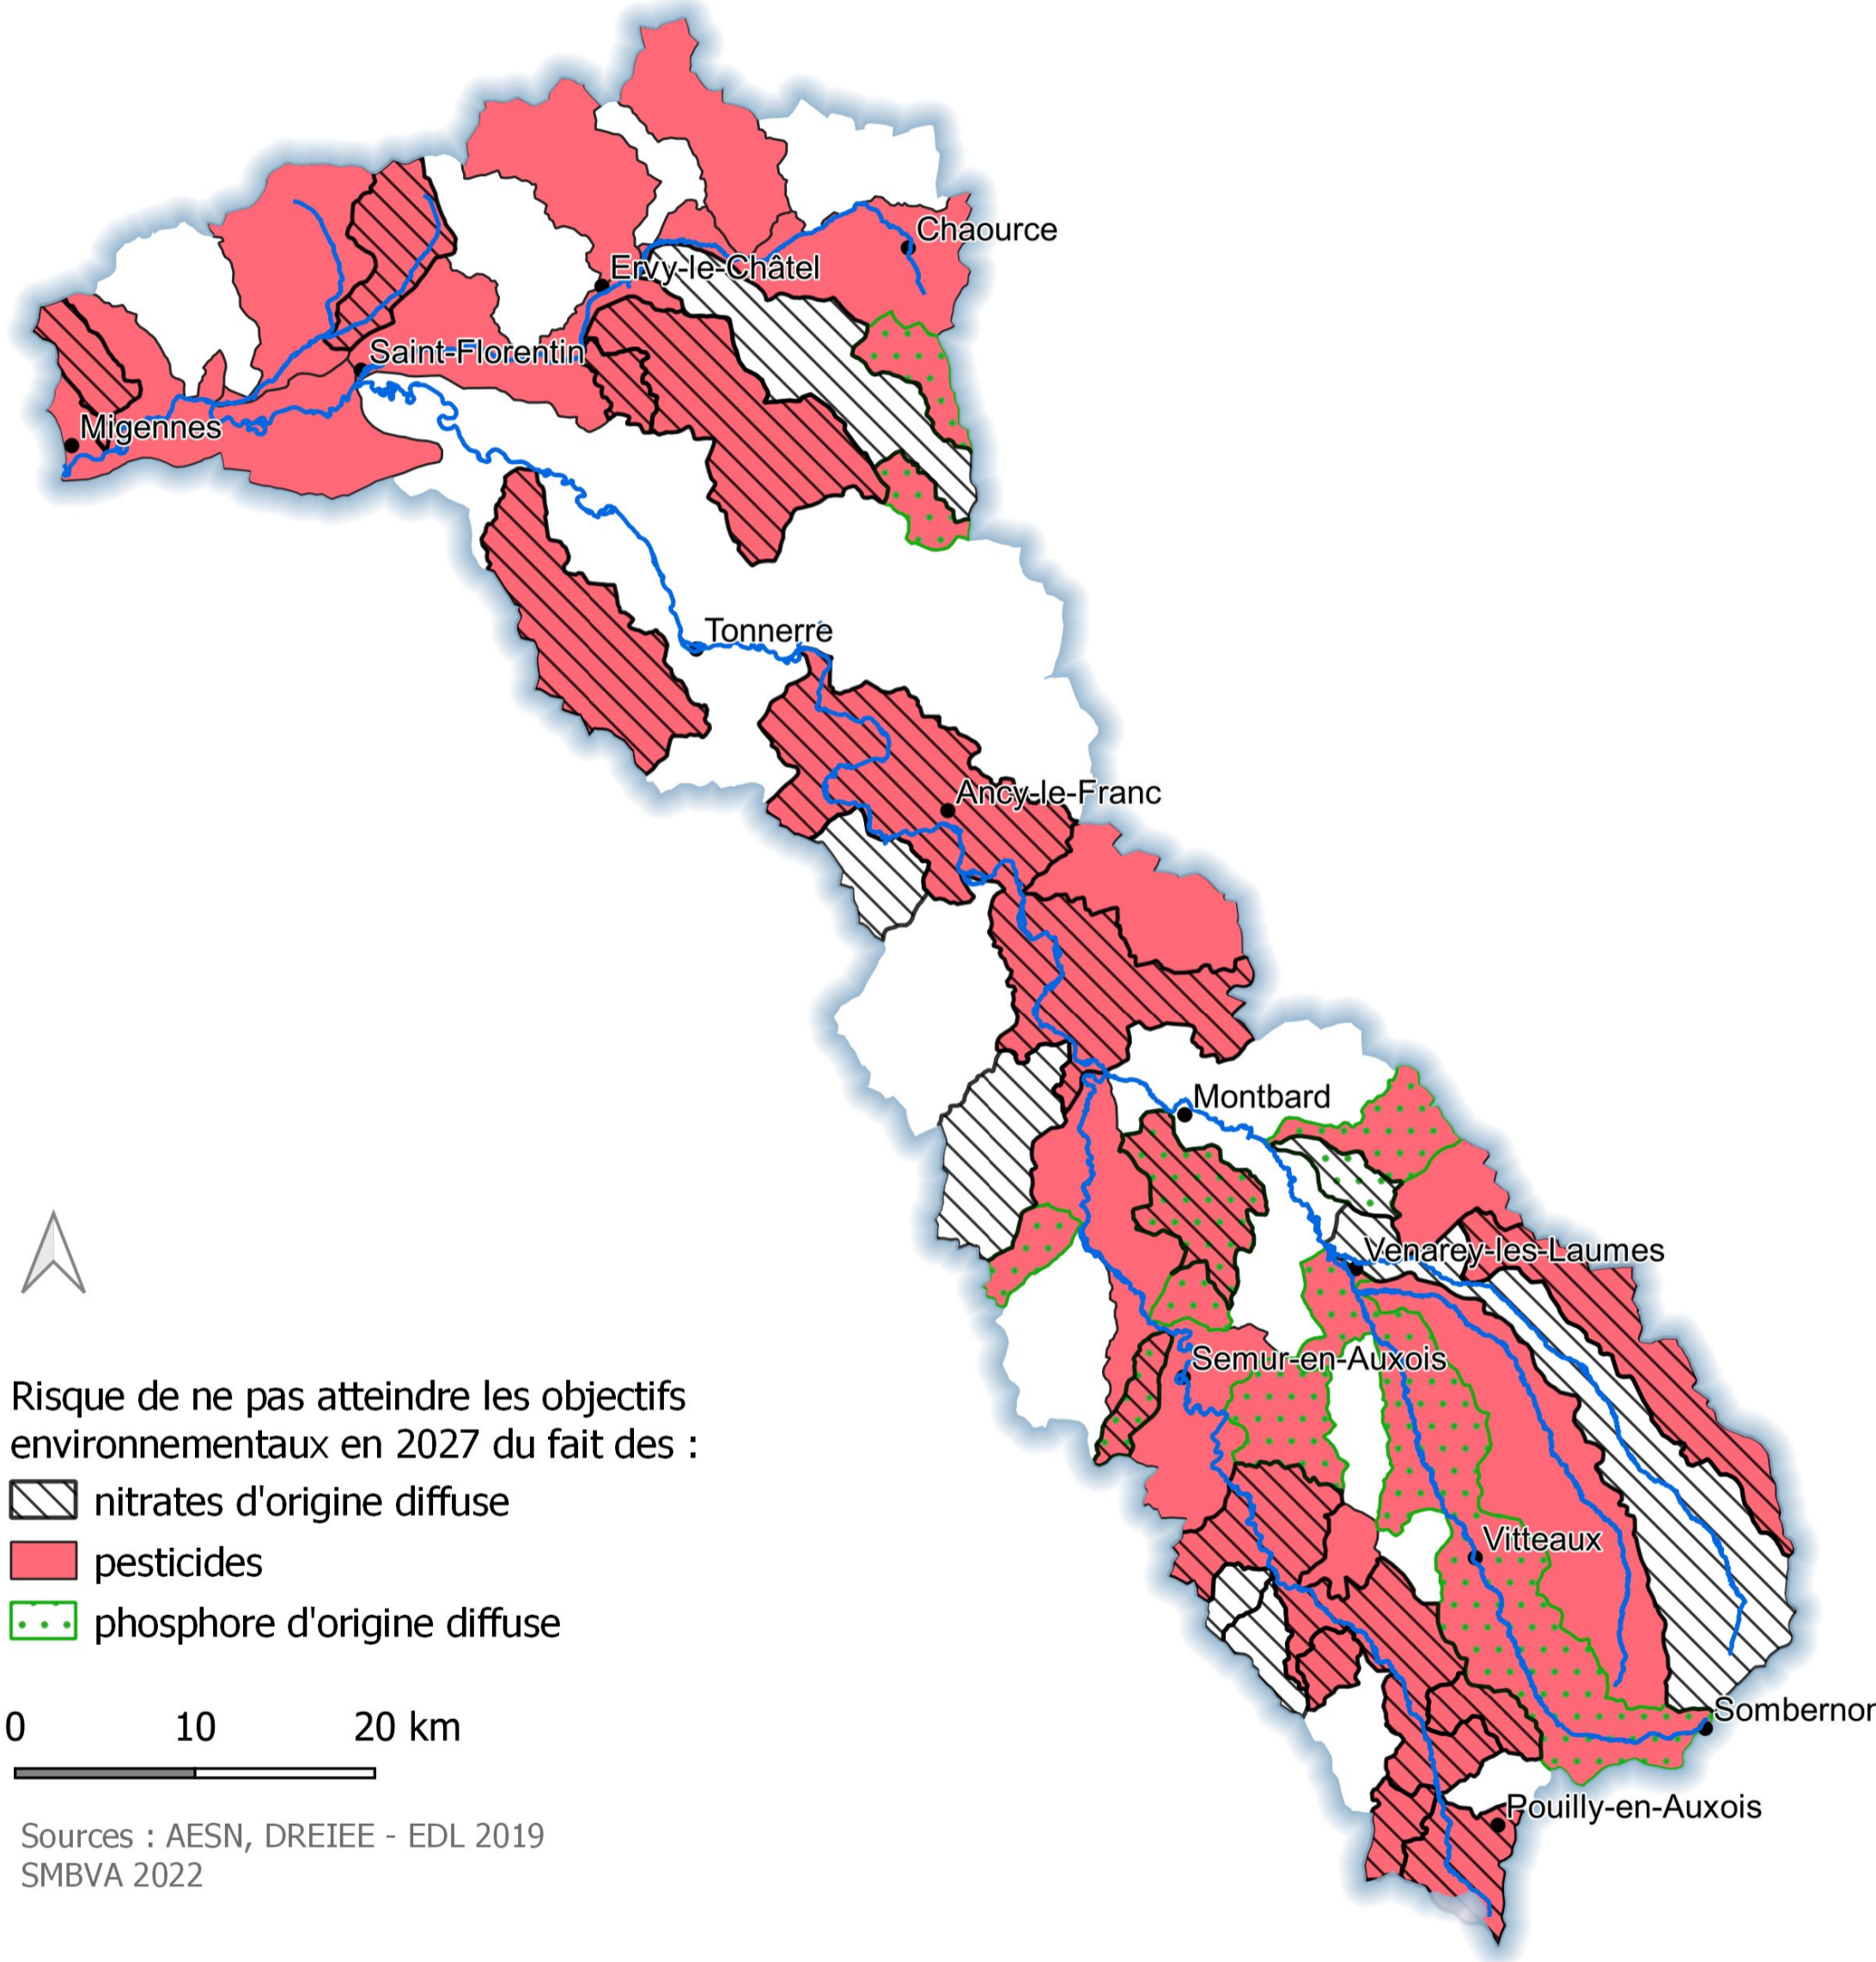 Chaource
Ervy-le-Châtel
Saint-Florentin
Migennes
Tonnerre
Ancy-le-Franc
Montbard
Venarey-les-Laumes
Semur-en-Auxois
Vitteaux
Sombernon
Pouilly-en-Auxois
Risque de ne pas atteindre les objectifs
environnementaux en 2027 du fait des :
nitrates d'origine diffuse
pesticides
phosphore d'origine diffuse
0 10 20 km
Sources : AESN, DREIEE - EDL 2019
SMBVA 2022